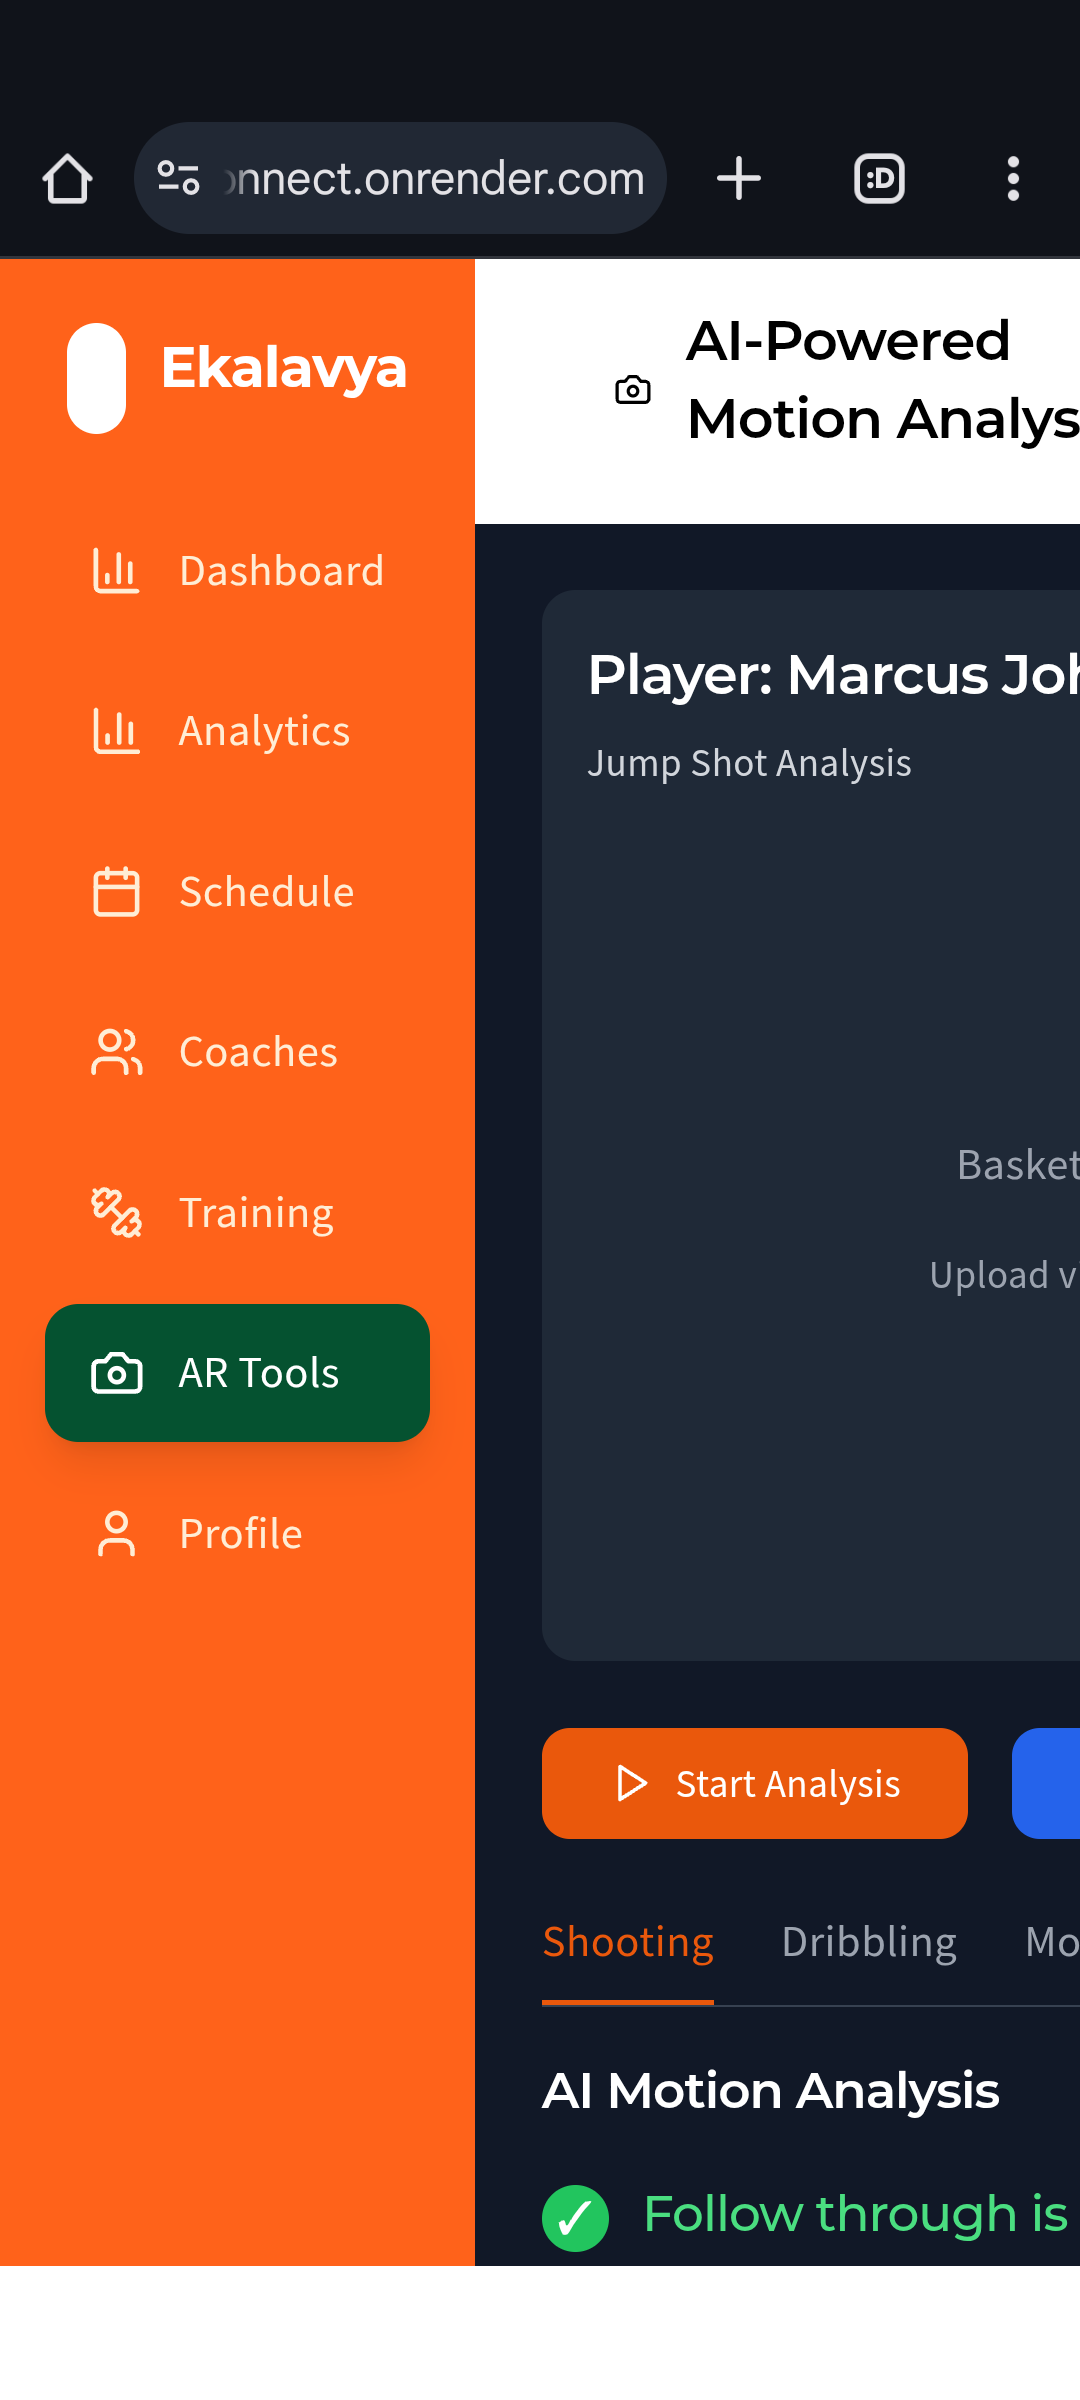 onnect.onrender.com
:D
Ekalavya
Dashboard
Analytics
Schedule
Coaches
Training
AR Tools
Profile
AI-Powered
Motion Analys
Player: Marcus Joh
Jump Shot Analysis
Basket
Upload v
Start Analysis
Shooting Dribbling Mo
AI Motion Analysis
Follow through is